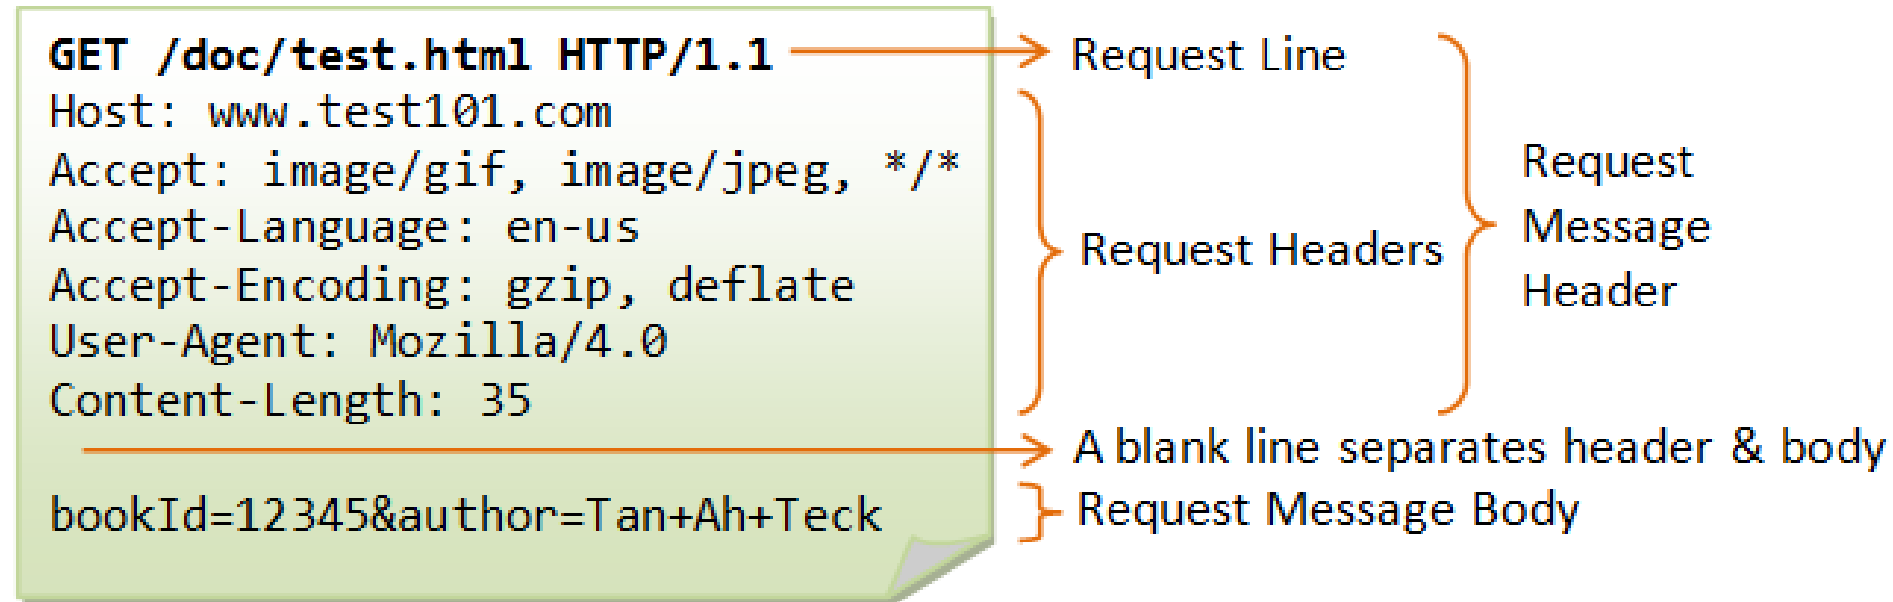 GET /doc/test.html HTTP/1.1
Host: www.test101.com
Accept: image/gif, image/jpeg, */*
Accept-Language: en-us
Accept-Encoding: gzip, deflate
User-Agent: Mozilla/4.0
Content-Length: 35
bookId=12345&author=Tan+Ah+Teck
Request Line
Request Headers
Request
Message
Header
A blank line separates header & body
Request Message Body